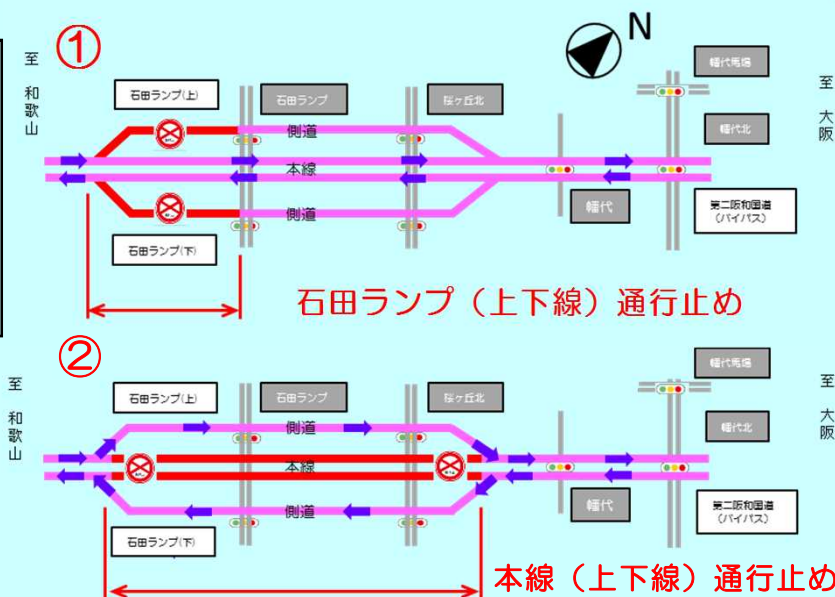 ①
N
至 和歌山
石田ランプ(上)
石田ランプ
桜ヶ丘北
幡代馬場
至 大阪
幡代北
側道
本線
側道
幡代
第二阪和国道
(バイパス)
石田ランプ(下)
石田ランプ（上下線）通行止め
②
至 和歌山
石田ランプ(上)
石田ランプ
桜ヶ丘北
幡代馬場
至 大阪
幡代北
側道
本線
側道
幡代
第二阪和国道
(バイパス)
石田ランプ(下)
本線（上下線）通行止め